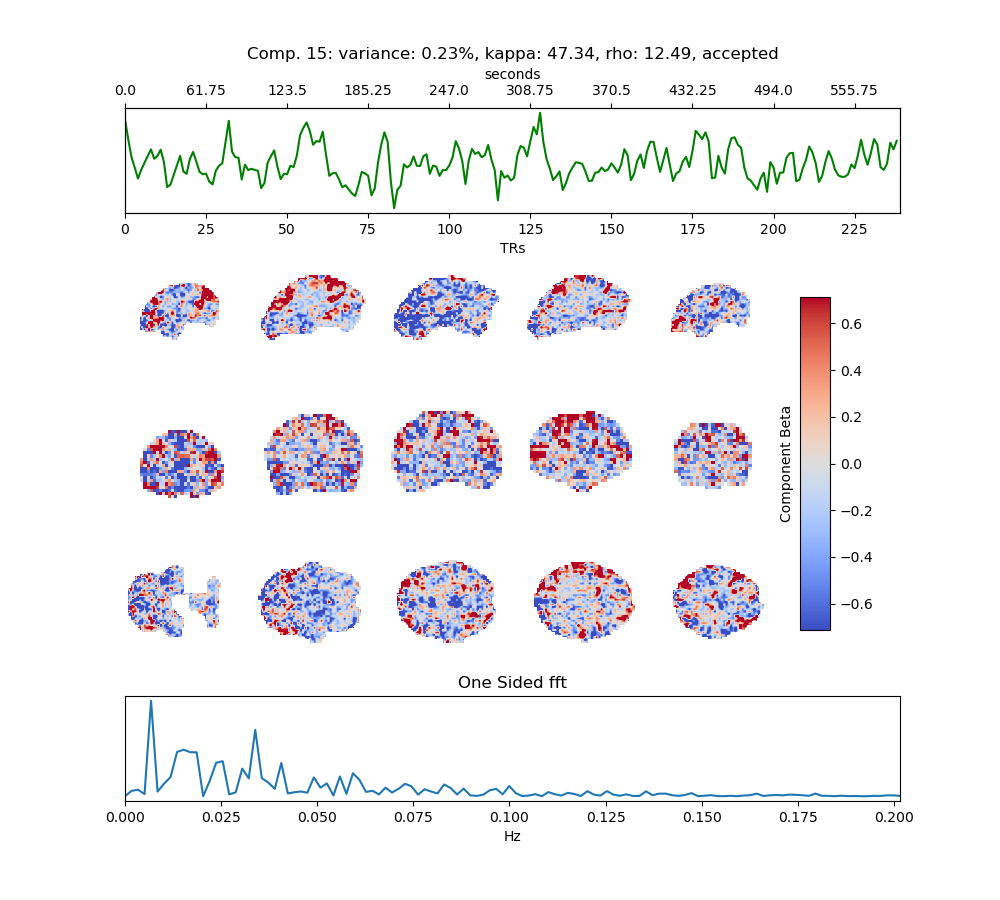 Comp. 15: variance: 0.23%, kappa: 47.34, rho: 12.49, accepted
seconds
0.0 61.75 123.5 185.25 247.0 308.75 370.5 432.25 494.0 555.75
0 25 50 75 100 125 150 175 200 225
TRs
0.6
0.4
0.2
0.0
−0.2
−0.4
−0.6
Component Beta
One Sided fft
0.000 0.025 0.050 0.075 0.100 0.125 0.150 0.175 0.200
Hz